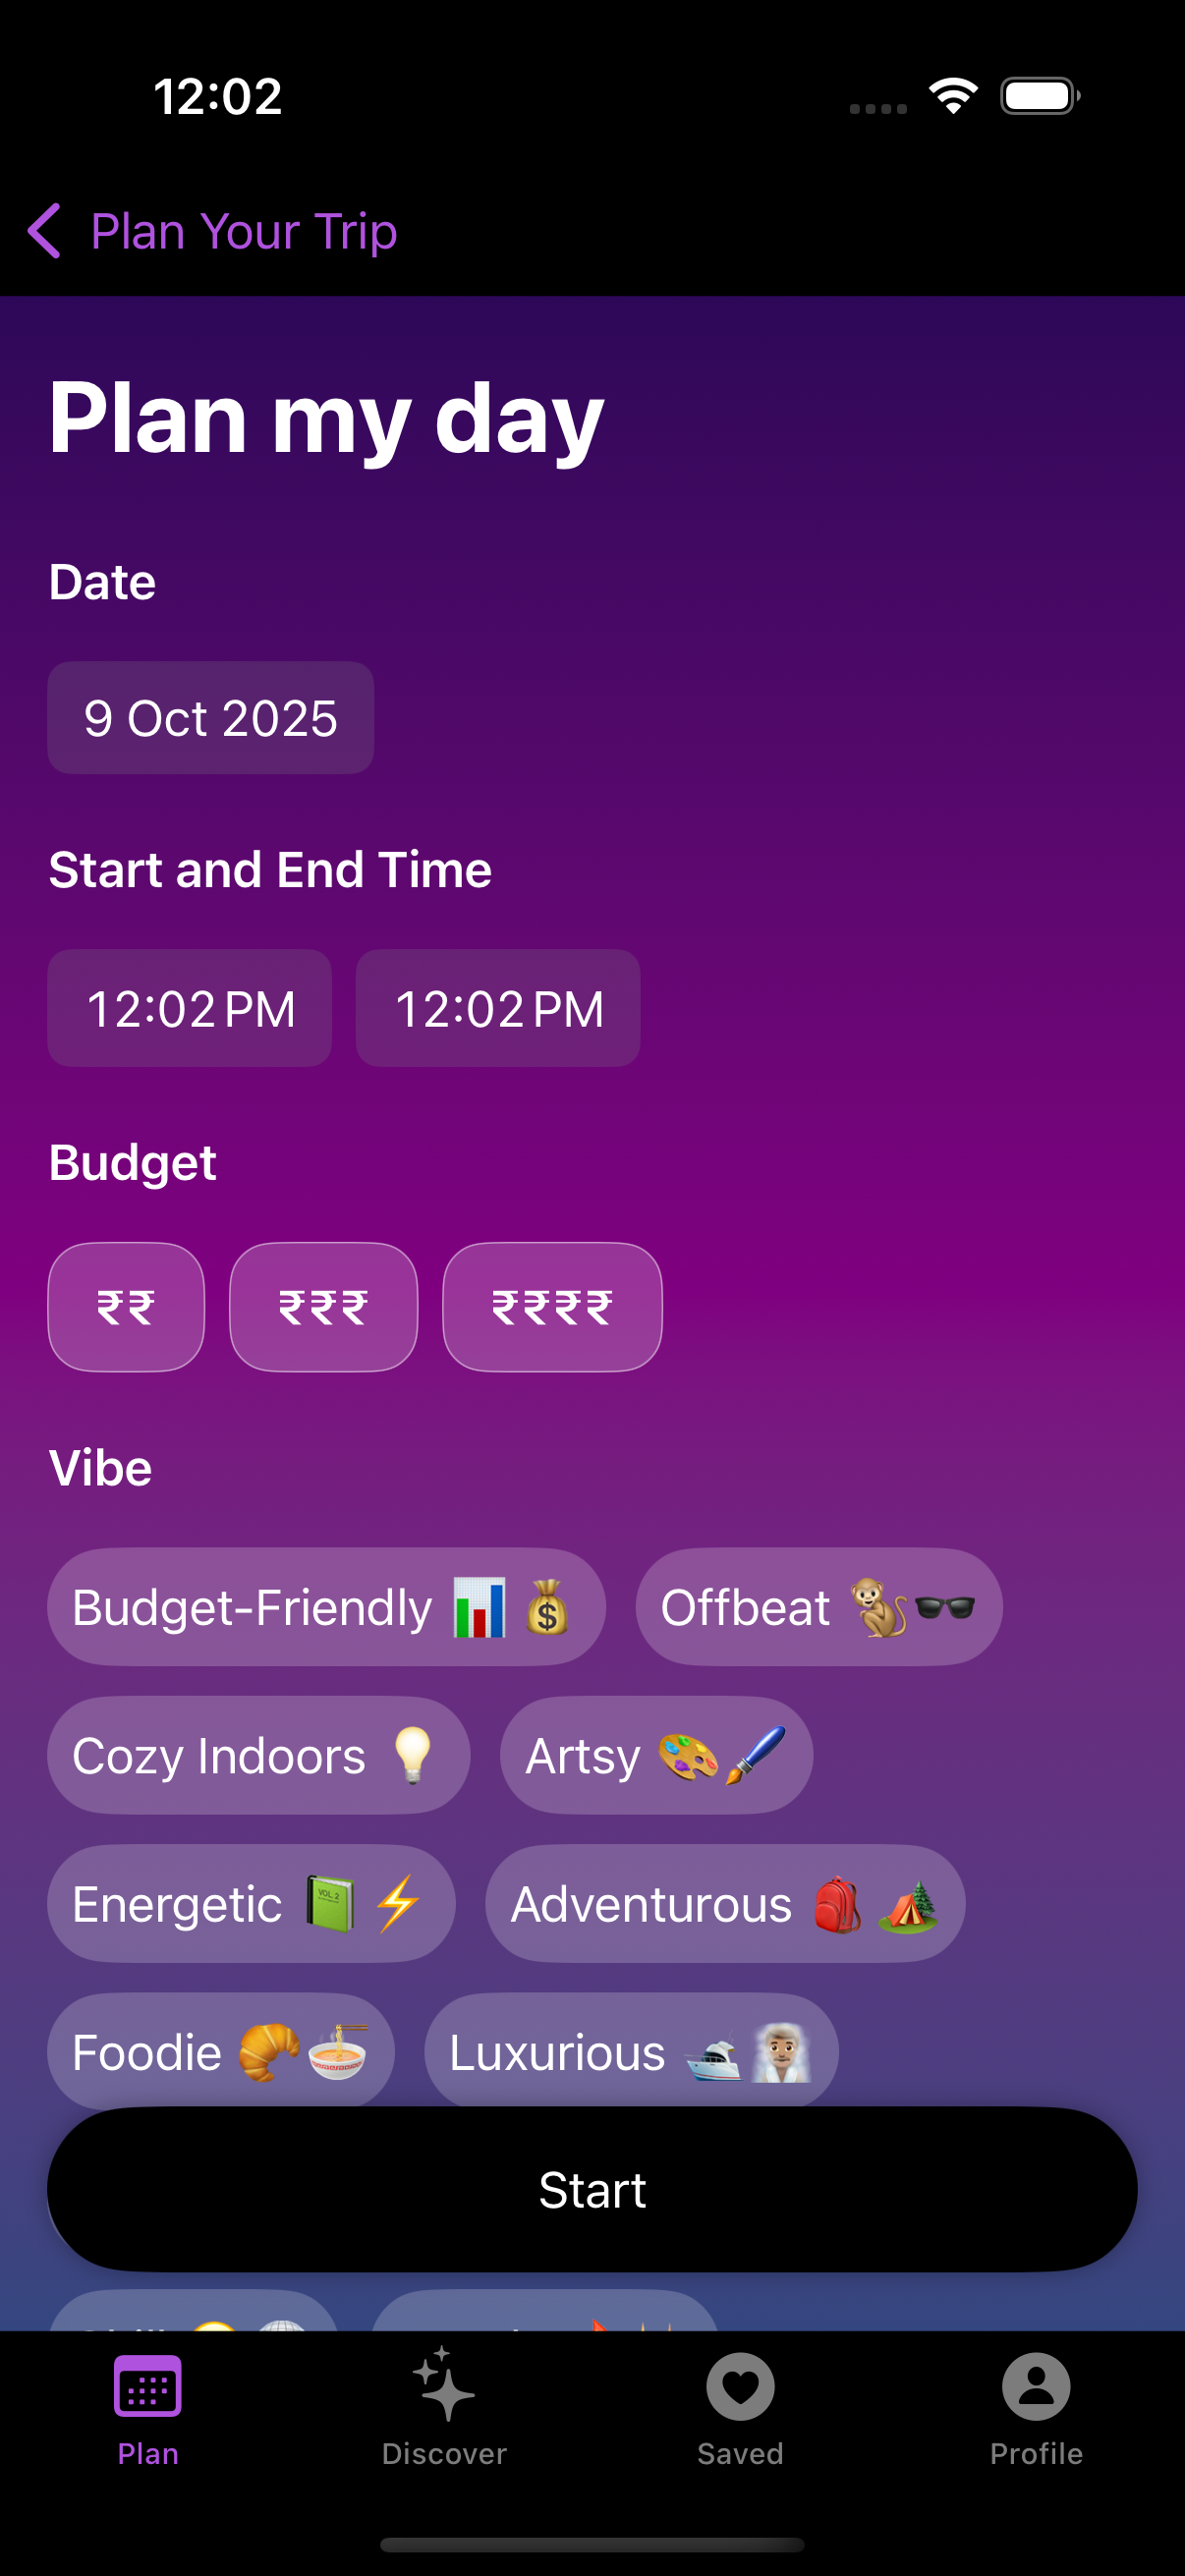 12:02
Plan Your Trip
Plan my day
Date
9 Oct 2025
Start and End Time
12:02 PM 12:02 PM
Budget
₹₹ ₹₹₹ ₹₹₹₹
Vibe
Budget-Friendly 📊💰 Offbeat 🐒🕶️
Cozy Indoors 💡 Artsy 🎨🖌️
Energetic 📗⚡ Adventurous 🎒🏕️
Foodie 🥐🍜 Luxurious 🛥️🧖🏼
Start
Plan Discover Saved Profile